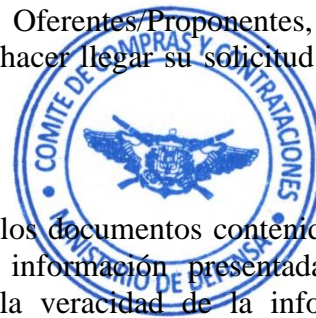 Oferentes/Proponentes,
hacer llegar su solicitud
COMITE DE COMPRAS Y CONTRATACIONES
MINISTERIO DE DEFENSA
los documentos contenid
información presentada
la veracidad de la info